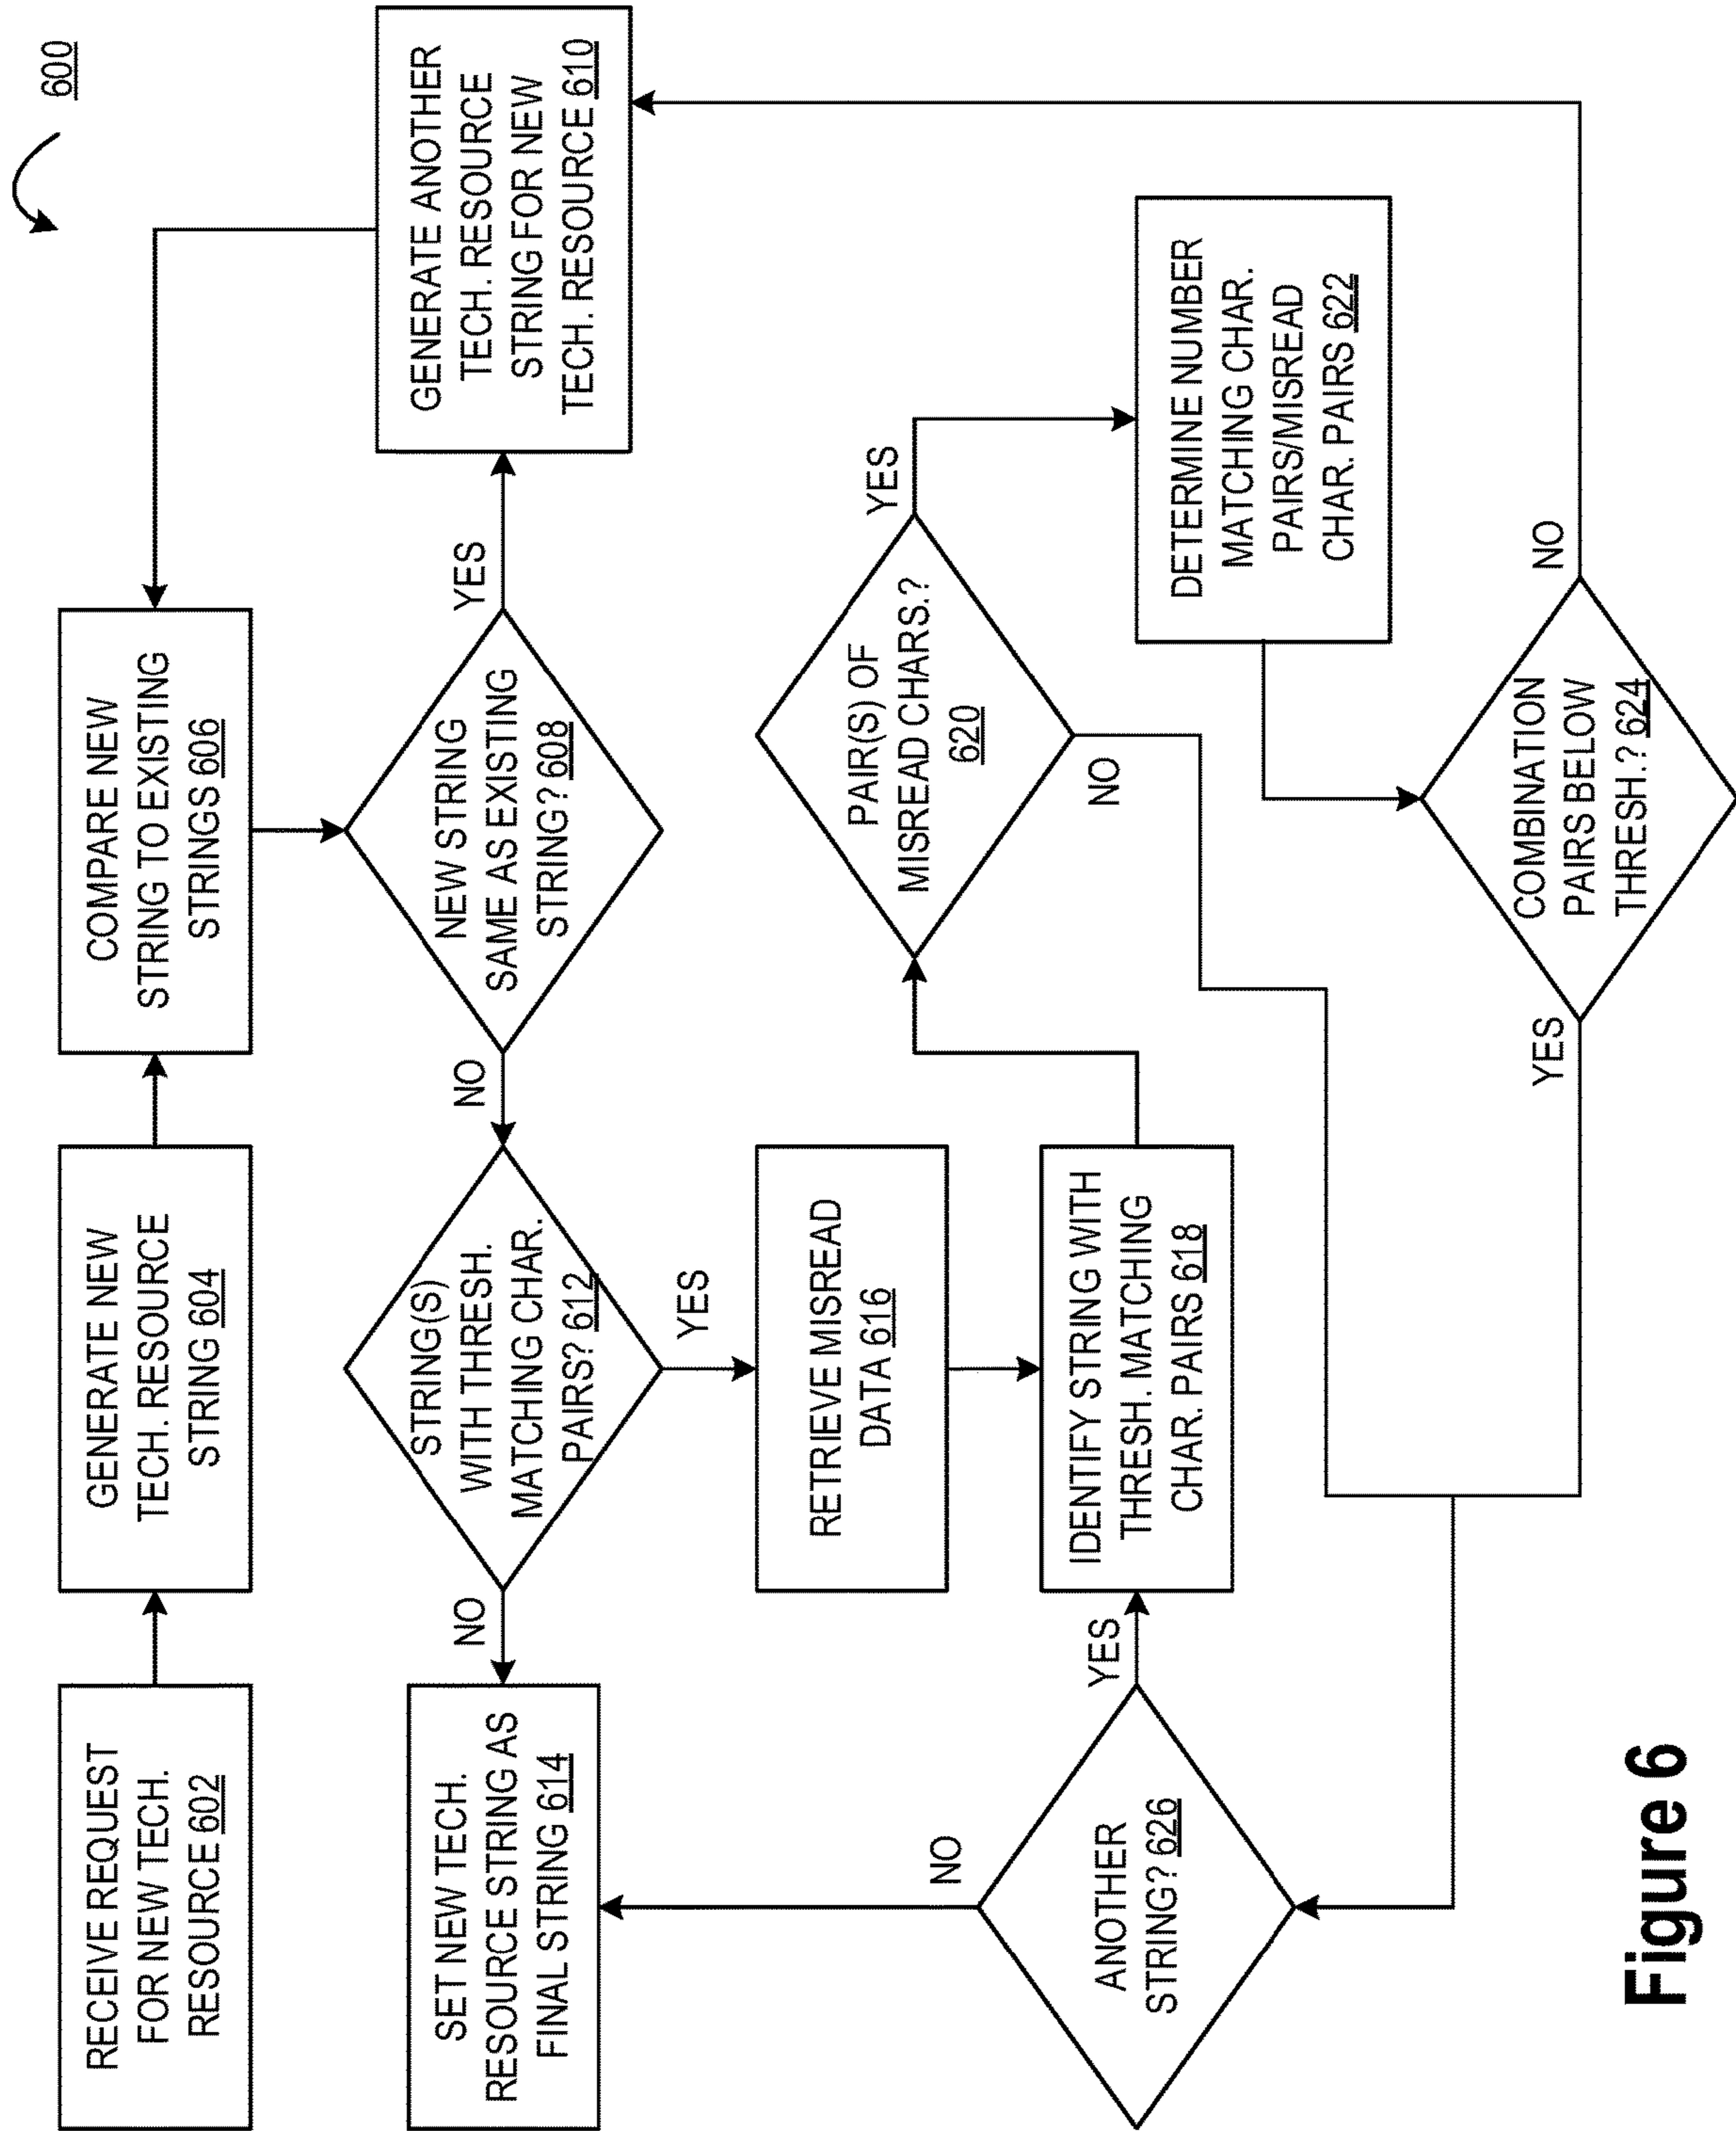 600
RECEIVE REQUEST
FOR NEW TECH.
RESOURCE 602
GENERATE NEW
TECH. RESOURCE
STRING 604
COMPARE NEW
STRING TO EXISTING
STRINGS 606
NEW STRING
SAME AS EXISTING
STRING? 608
YES
NO
GENERATE ANOTHER
TECH. RESOURCE
STRING FOR NEW
TECH. RESOURCE 610
STRING(S)
WITH THRESH.
MATCHING CHAR.
PAIRS? 612
NO
YES
SET NEW TECH.
RESOURCE STRING AS
FINAL STRING 614
RETRIEVE MISREAD
DATA 616
IDENTIFY STRING WITH
THRESH. MATCHING
CHAR. PAIRS 618
PAIR(S) OF
MISREAD CHARS.?
620
YES
NO
DETERMINE NUMBER
MATCHING CHAR.
PAIRS/MISREAD
CHAR. PAIRS 622
COMBINATION
PAIRS BELOW
THRESH.? 624
YES
NO
ANOTHER
STRING? 626
NO
YES
Figure 6